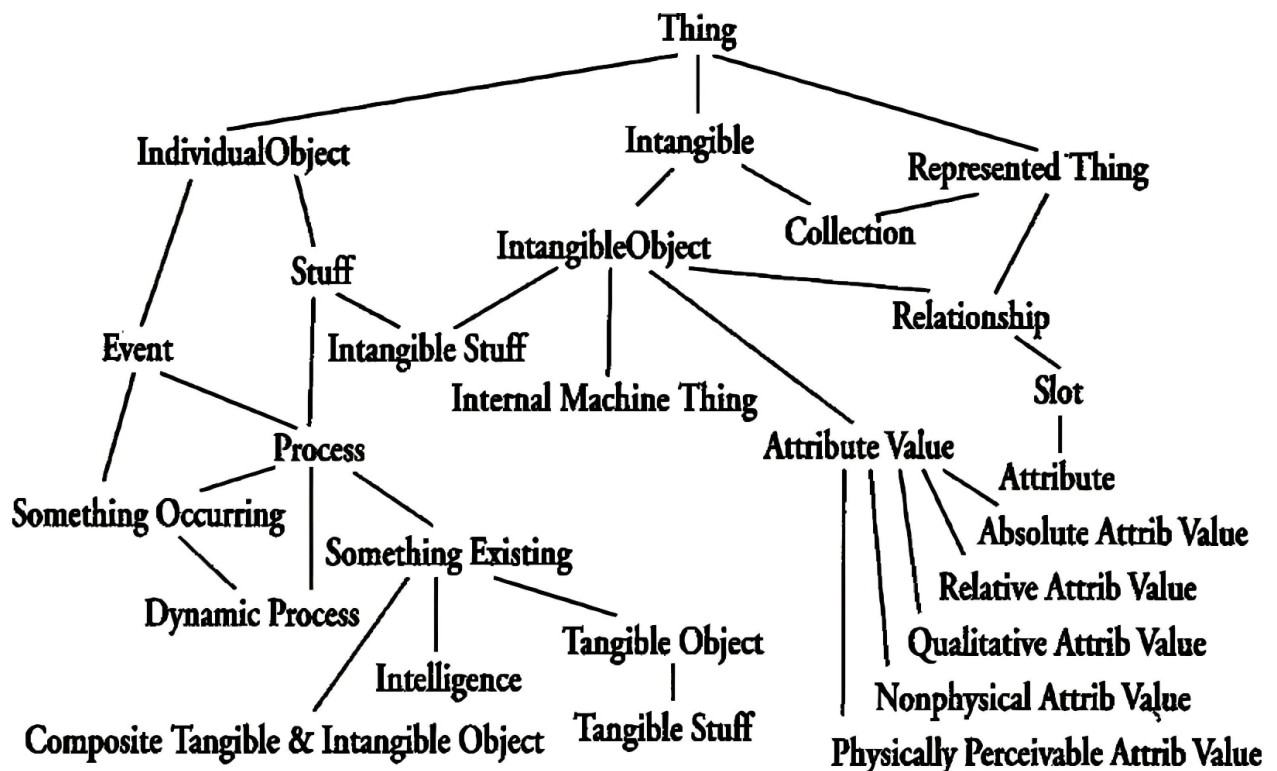 Thing
IndividualObject
Intangible
Represented Thing
Collection
IntangibleObject
Stuff
Relationship
Event
Intangible Stuff
Internal Machine Thing
Slot
Process
Attribute Value
Attribute
Something Occurring
Absolute Attrib Value
Something Existing
Relative Attrib Value
Dynamic Process
Tangible Object
Qualitative Attrib Value
Intelligence
Nonphysical Attrib Value
Tangible Stuff
Composite Tangible & Intangible Object
Physically Perceivable Attrib Value